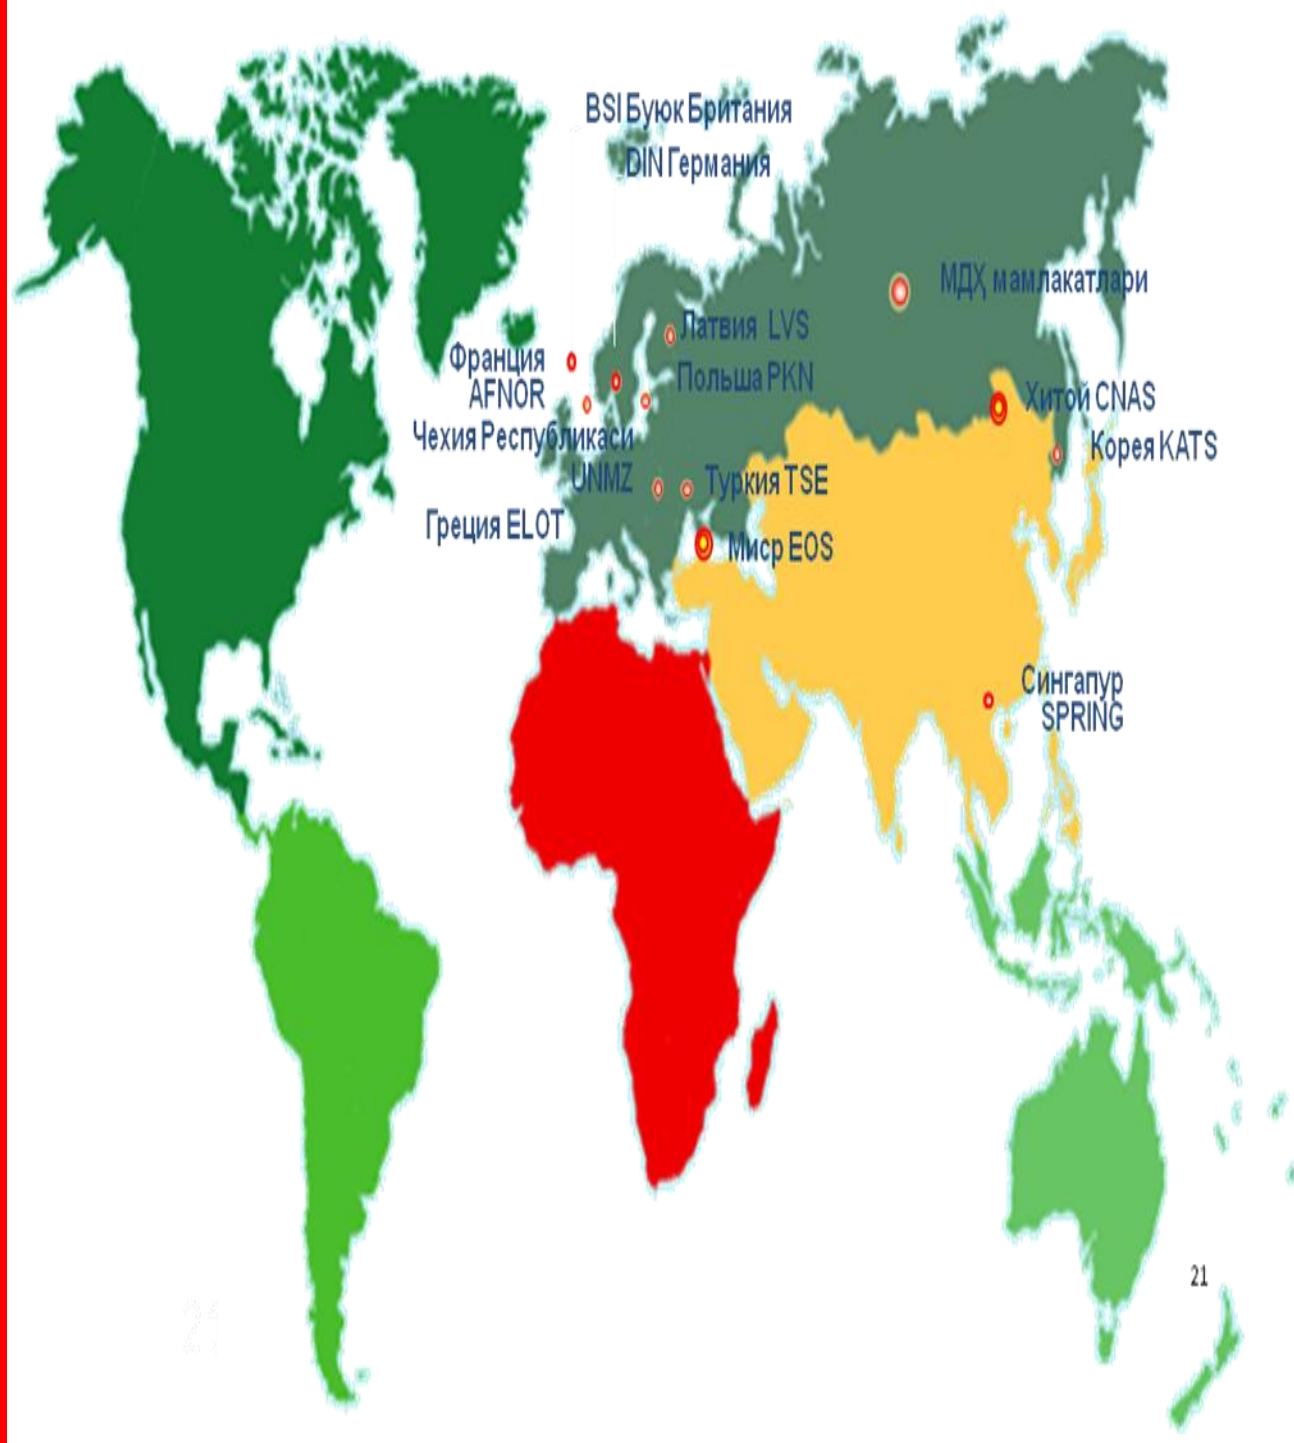 BSI Буюк Британия
DIN Германия
МДҲ мамлакатлари
Латвия LVS
Франция
AFNOR
Польша PKN
Хитой CNAS
Чехия Республикаси
UNMZ
Корея KATS
Туркия TSE
Греция ELOT
Миср EOS
Сингапур
SPRING
21
21